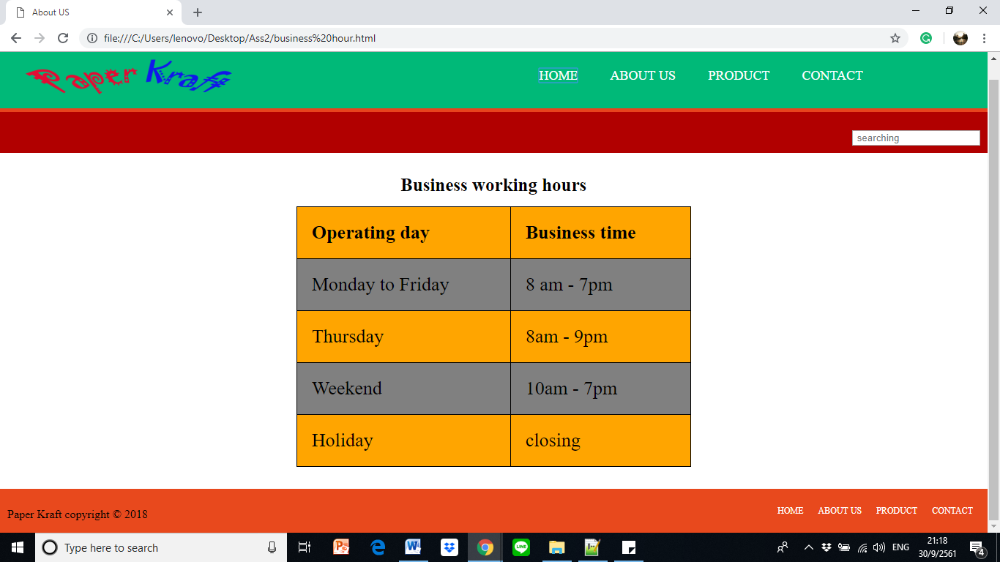 About US
file:///C:/Users/lenovo/Desktop/Ass2/business%20hour.html
Paper Kraft
HOME ABOUT US PRODUCT CONTACT
searching
Business working hours
Operating day Business time
Monday to Friday 8 am - 7pm
Thursday 8am - 9pm
Weekend 10am - 7pm
Holiday closing
Paper Kraft copyright © 2018
HOME ABOUT US PRODUCT CONTACT
Type here to search
LINE
ENG
21:18
30/9/2561
4